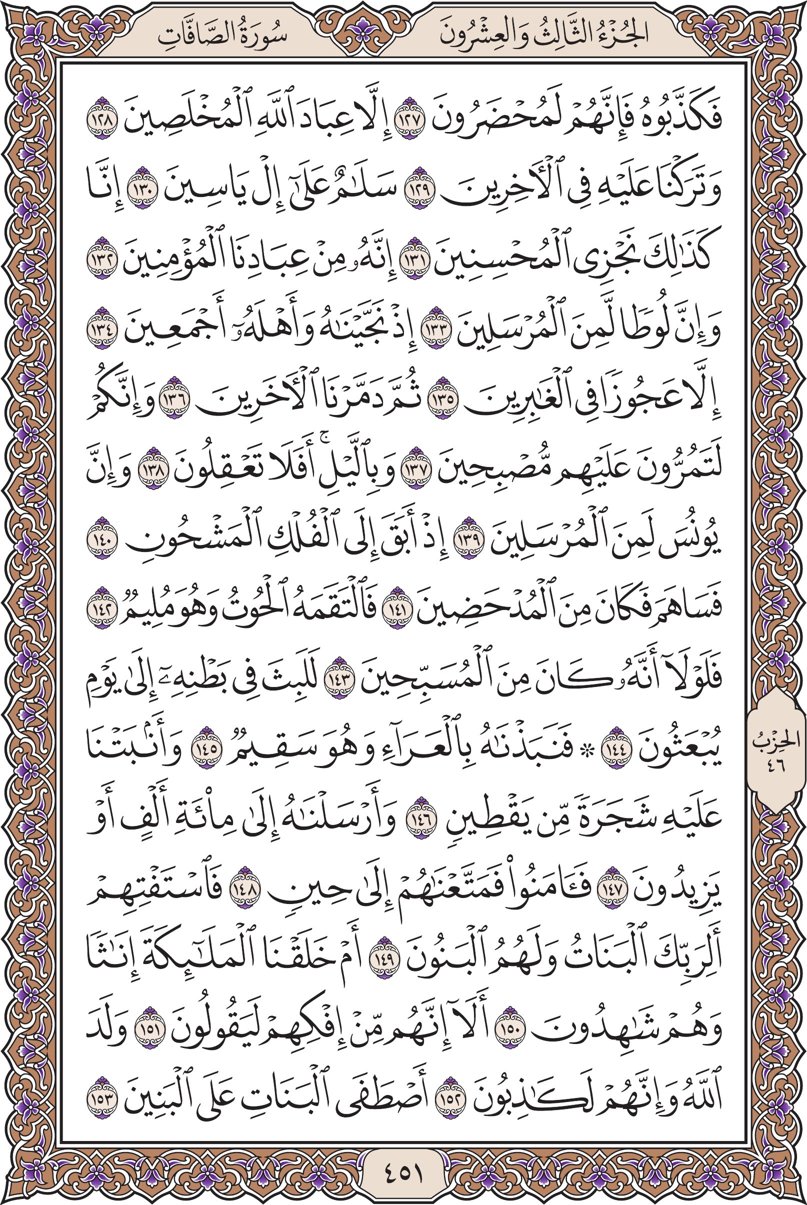 الجُزْءُ الثَّالِثُ وَالعِشْرُونَ
سُورَةُ الصَّافَّاتِ
فَكَذَّبُوهُ فَإِنَّهُمْ لَمُحْضَرُونَ ١٢٧ إِلَّا عِبَادَ ٱللَّهِ ٱلْمُخْلَصِينَ ١٢٨
وَتَرَكْنَا عَلَيْهِ فِى ٱلْأَخِرِينَ ١٢٩ سَلَـٰمٌ عَلَىٰٓ إِلْ يَاسِينَ ١٣٠ إِنَّا
كَذَٰلِكَ نَجْزِى ٱلْمُحْسِنِينَ ١٣١ إِنَّهُۥ مِنْ عِبَادِنَا ٱلْمُؤْمِنِينَ ١٣٢
وَإِنَّ لُوطًا لَّمِنَ ٱلْمُرْسَلِينَ ١٣٣ إِذْ نَجَّيْنَـٰهُ وَأَهْلَهُۥٓ أَجْمَعِينَ ١٣٤
إِلَّا عَجُوزًا فِى ٱلْغَـٰبِرِينَ ١٣٥ ثُمَّ دَمَّرْنَا ٱلْأَخَرِينَ ١٣٦ وَإِنَّكُمْ
لَتَمُرُّونَ عَلَيْهِم مُّصْبِحِينَ ١٣٧ وَبِٱلَّيْلِ ۚ أَفَلَا تَعْقِلُونَ ١٣٨ وَإِنَّ
يُونُسَ لَمِنَ ٱلْمُرْسَلِينَ ١٣٩ إِذْ أَبَقَ إِلَى ٱلْفُلْكِ ٱلْمَشْحُونِ ١٤٠
فَسَاهَمَ فَكَانَ مِنَ ٱلْمُدْحَضِينَ ١٤١ فَٱلْتَقَمَهُ ٱلْحُوتُ وَهُوَ مُلِيمٌ ١٤٢
فَلَوْلَآ أَنَّهُۥ كَانَ مِنَ ٱلْمُسَبِّحِينَ ١٤٣ لَلَبِثَ فِى بَطْنِهِۦٓ إِلَىٰ يَوْمِ
يُبْعَثُونَ ١٤٤ ۞ فَنَبَذْنَـٰهُ بِٱلْعَرَآءِ وَهُوَ سَقِيمٌ ١٤٥ وَأَنۢبَتْنَا
الحِزْبُ
٤٦
عَلَيْهِ شَجَرَةً مِّن يَقْطِينٍ ١٤٦ وَأَرْسَلْنَـٰهُ إِلَىٰ مِا۟ئَةِ أَلْفٍ أَوْ
يَزِيدُونَ ١٤٧ فَـَٔامَنُوا۟ فَمَتَّعْنَـٰهُمْ إِلَىٰ حِينٍ ١٤٨ فَٱسْتَفْتِهِمْ
أَلِرَبِّكَ ٱلْبَنَاتُ وَلَهُمُ ٱلْبَنُونَ ١٤٩ أَمْ خَلَقْنَا ٱلْمَلَـٰٓئِكَةَ إِنَـٰثًا
وَهُمْ شَـٰهِدُونَ ١٥٠ أَلَآ إِنَّهُم مِّنْ إِفْكِهِمْ لَيَقُولُونَ ١٥١ وَلَدَ
ٱللَّهُ وَإِنَّهُمْ لَكَـٰذِبُونَ ١٥٢ أَصْطَفَى ٱلْبَنَاتِ عَلَى ٱلْبَنِينَ ١٥٣
٤٥١